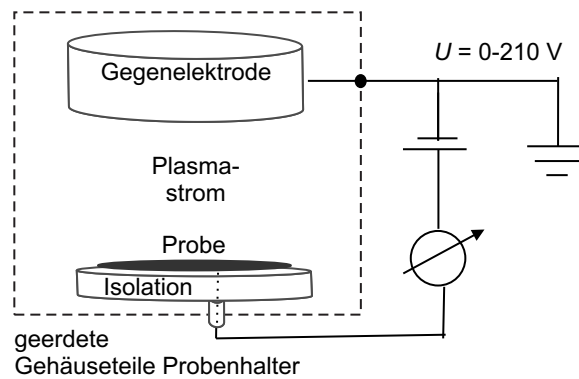 Gegenelektrode
U = 0-210 V
Plasma-
strom
Probe
Isolation
geerdete
Gehäuseteile Probenhalter